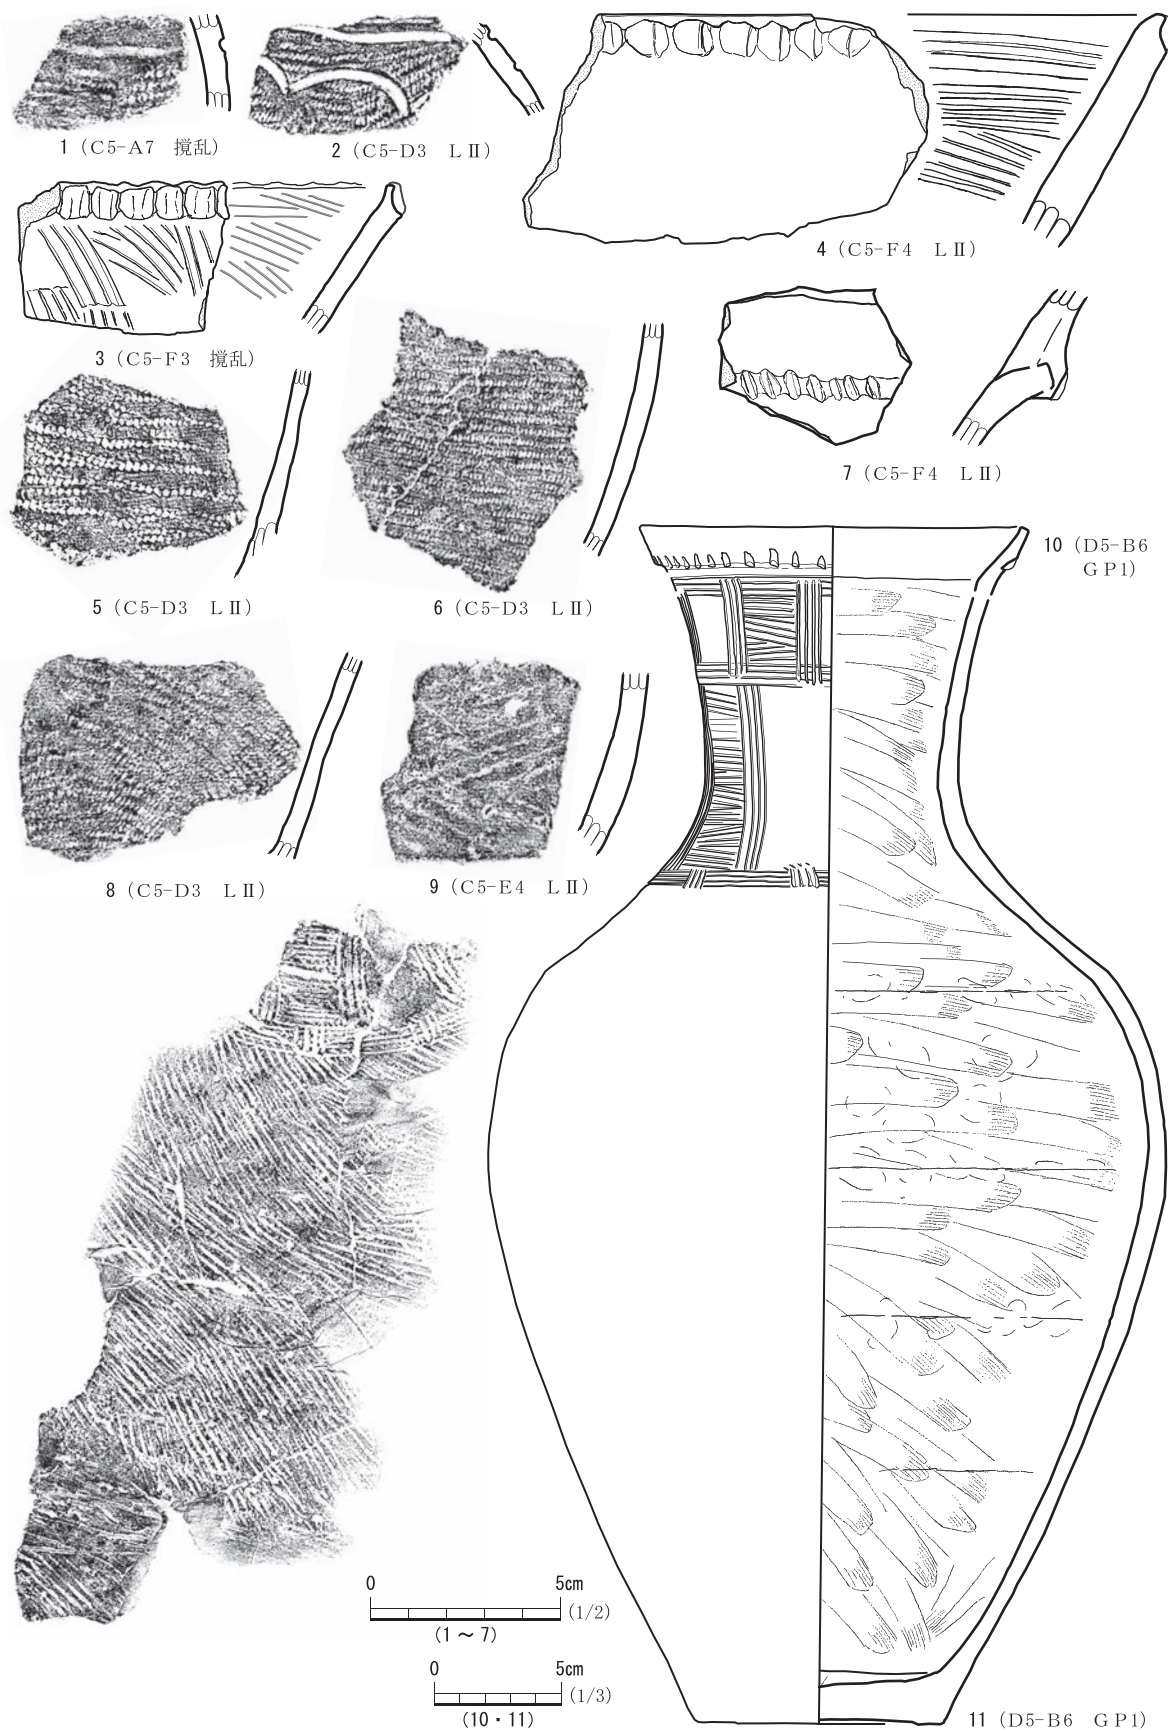 1（C5-A7　撹乱）
2（C5-D3　LⅡ）
3（C5-F3　撹乱）
4（C5-F4　LⅡ）
5（C5-D3　LⅡ）
6（C5-D3　LⅡ）
7（C5-F4　LⅡ）
8（C5-D3　LⅡ）
9（C5-E4　LⅡ）
10（D5-B6
GP1）
0　5cm
(1/2)
(1～7)
0　5cm
(1/3)
(10・11)
11（D5-B6　GP1）